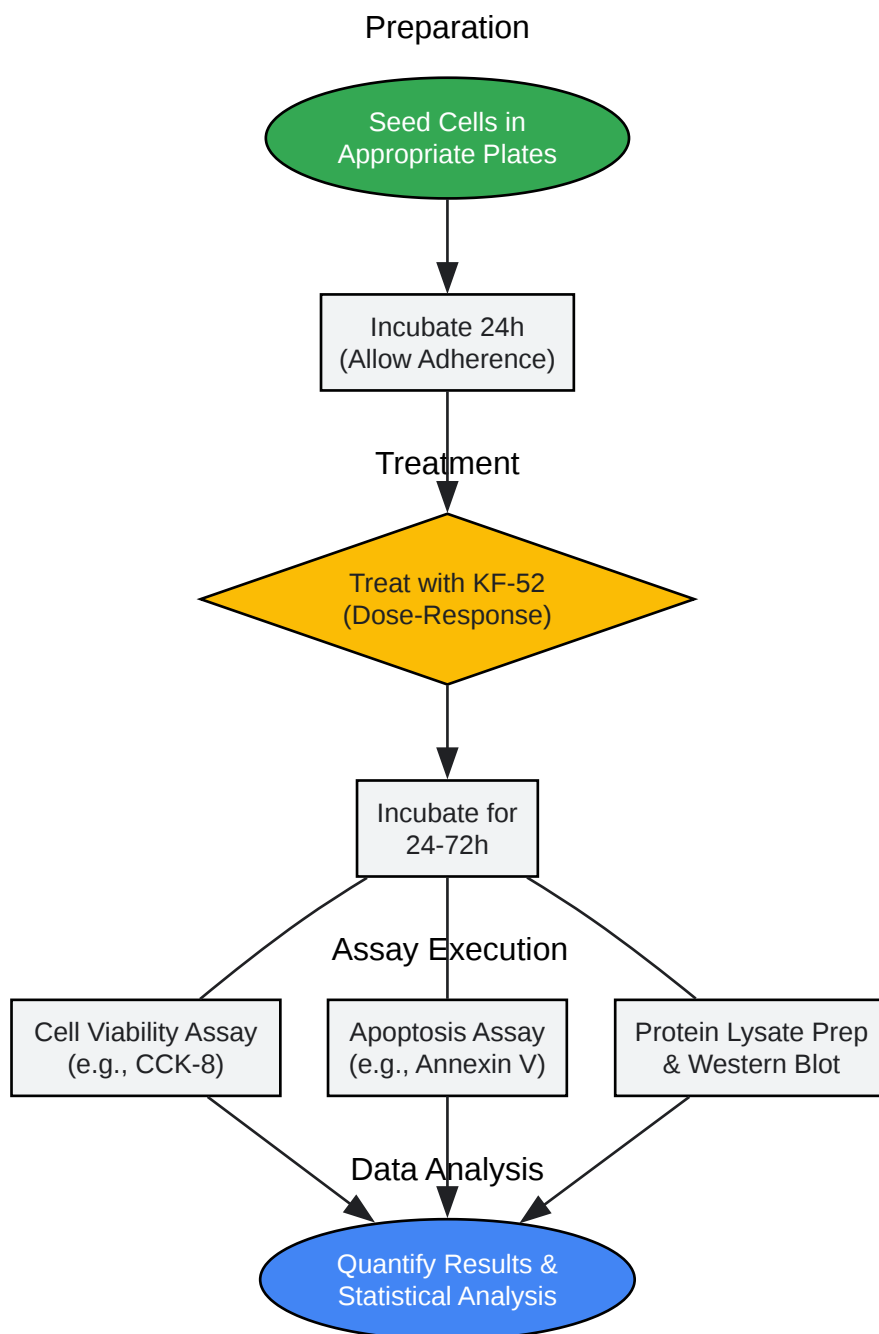 Preparation
Seed Cells in
Appropriate Plates
Incubate 24h
(Allow Adherence)
Treatment
Treat with KF-52
(Dose-Response)
Incubate for
24-72h
Assay Execution
Cell Viability Assay
(e.g., CCK-8)
Apoptosis Assay
(e.g., Annexin V)
Protein Lysate Prep
& Western Blot
Data Analysis
Quantify Results &
Statistical Analysis